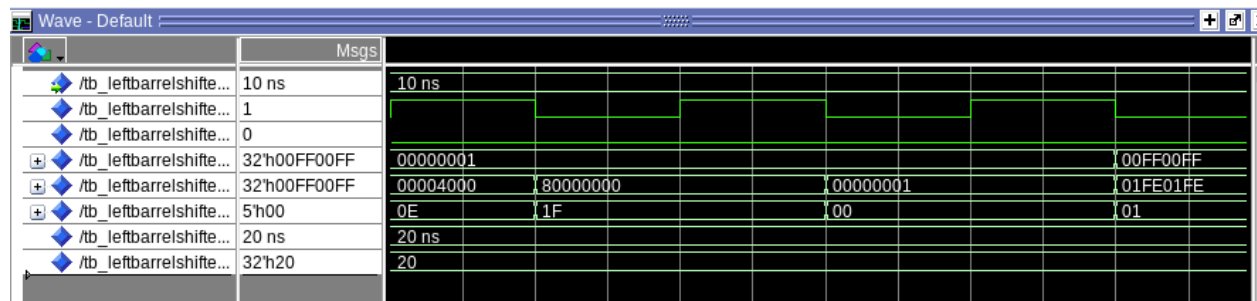 Wave - Default
Msgs
/tb_leftbarrelshifte... 10 ns 10 ns
/tb_leftbarrelshifte... 1
/tb_leftbarrelshifte... 0
/tb_leftbarrelshifte... 32'h00FF00FF 00000001 00FF00FF
/tb_leftbarrelshifte... 32'h00FF00FF 00004000 80000000 00000001 01FE01FE
/tb_leftbarrelshifte... 5'h00 0E 1F 00 01
/tb_leftbarrelshifte... 20 ns 20 ns
/tb_leftbarrelshifte... 32'h20 20